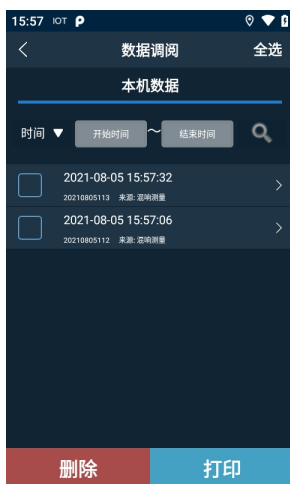 15:57 IOT
数据调阅 全选
本机数据
时间 开始时间 ~ 结束时间
2021-08-05 15:57:32
20210805113 来源: 混响测量
2021-08-05 15:57:06
20210805112 来源: 混响测量
删除 打印